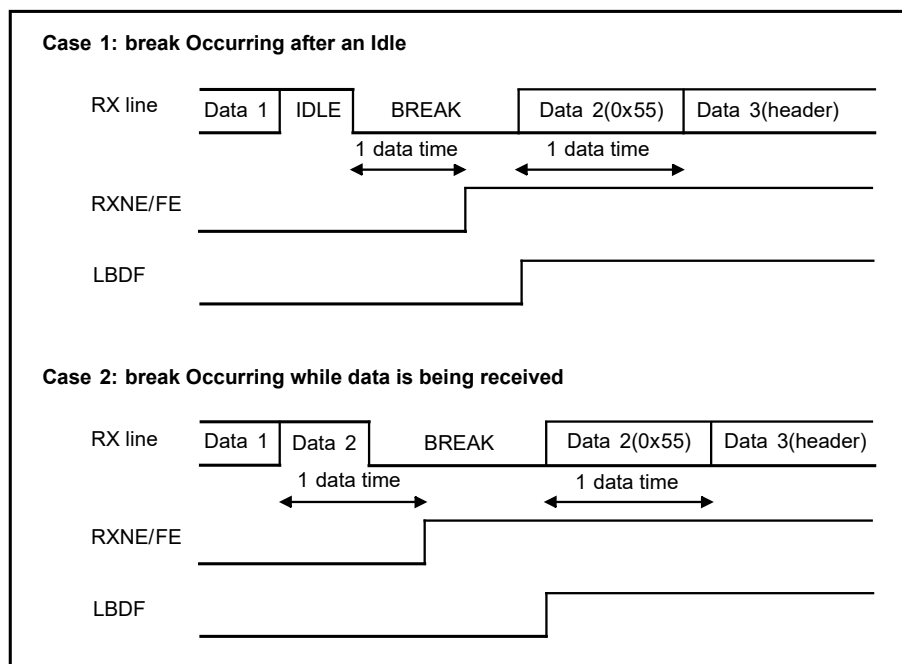 Case 1: break Occurring after an Idle
RX line
Data 1 IDLE BREAK Data 2(0x55) Data 3(header)
1 data time 1 data time
RXNE/FE
LBDF
Case 2: break Occurring while data is being received
RX line
Data 1 Data 2 BREAK Data 2(0x55) Data 3(header)
1 data time 1 data time
RXNE/FE
LBDF